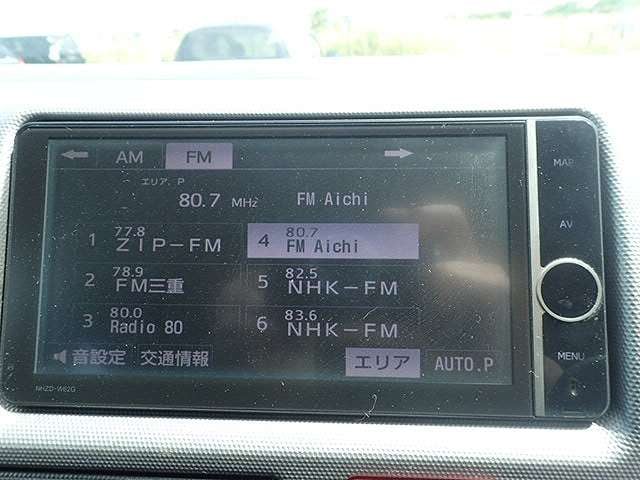 AM FM
MAP
エリア. P
80.7 MHz FM Aichi
AV
1 77.8 ZIP-FM
4 80.7 FM Aichi
2 78.9 FM三重
5 82.5 NHK-FM
3 80.0 Radio 80
6 83.6 NHK-FM
音設定 交通情報 エリア AUTO.P
MENU
NHZD-W62G